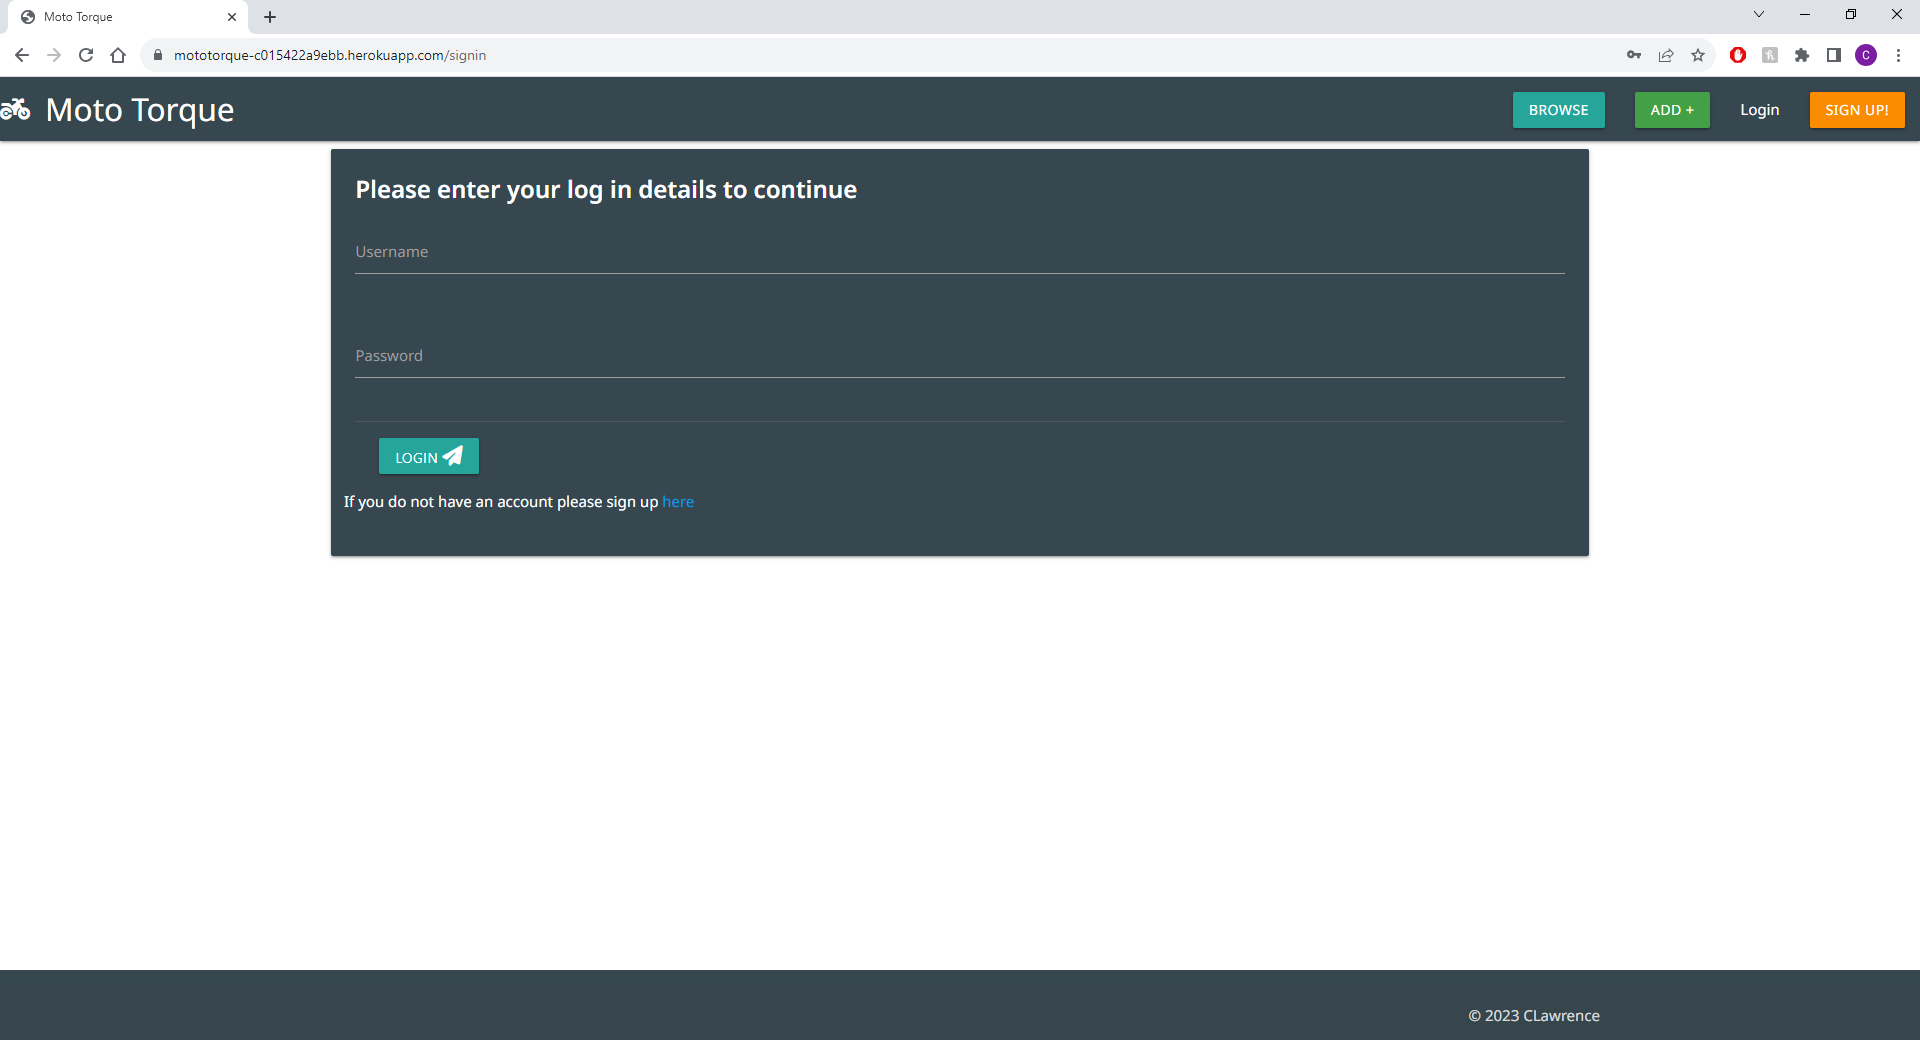 Moto Torque
mototorque-c015422a9ebb.herokuapp.com/signin
C
Moto Torque
BROWSE
ADD +
Login
SIGN UP!
Please enter your log in details to continue
Username
Password
LOGIN
If you do not have an account please sign up here
© 2023 CLawrence